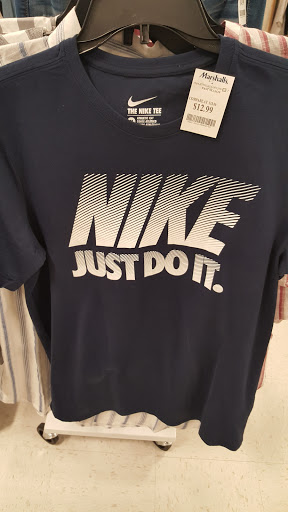 Marshalls
$12.99
THE NIKE TEE
NIKE
JUST DO IT.